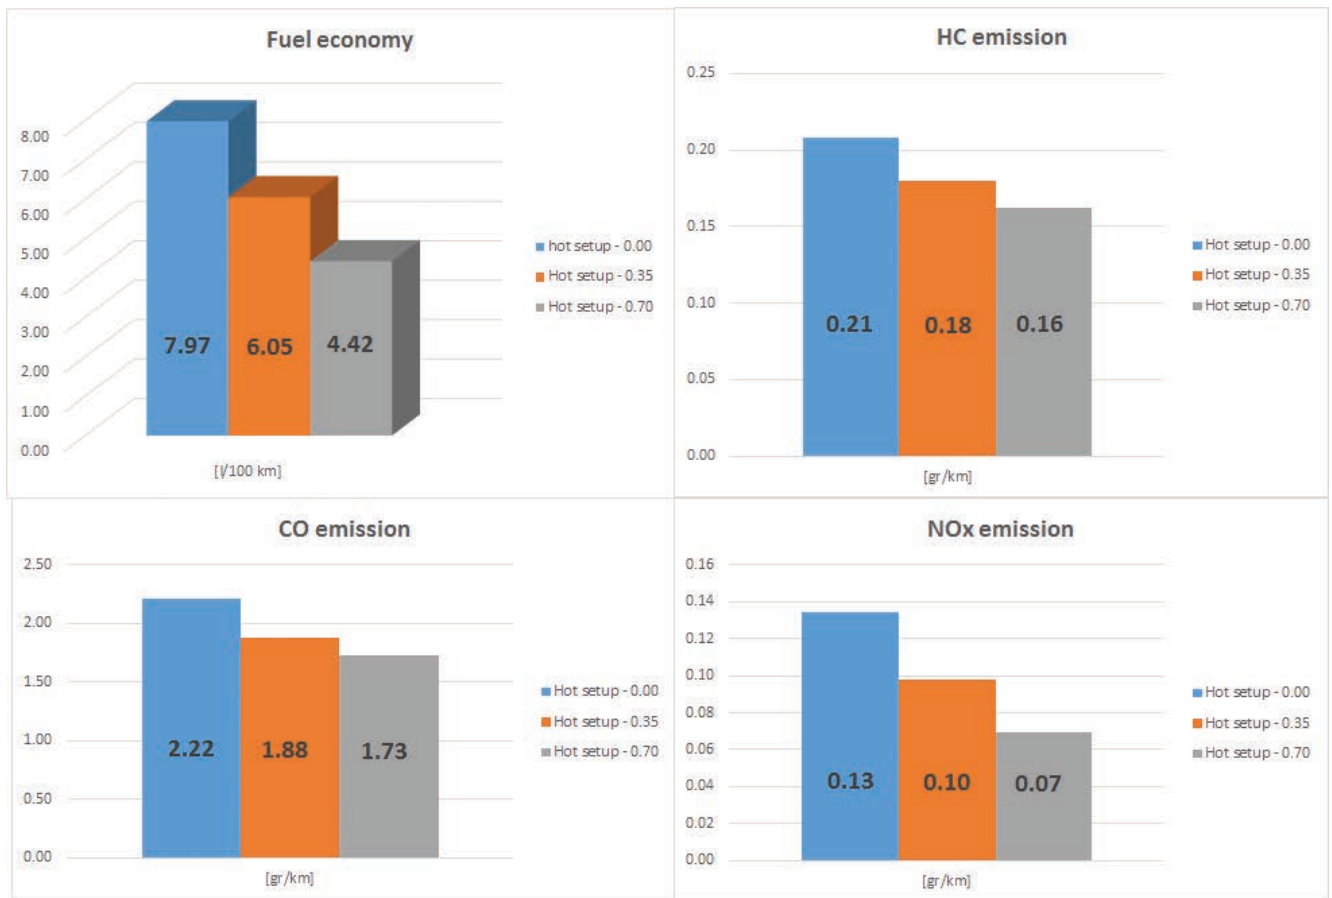 Fuel economy
8.00
7.00
6.00
5.00
4.00
3.00
2.00
1.00
0.00
7.97
6.05
4.42
[l/100 km]
hot setup - 0.00
Hot setup - 0.35
Hot setup - 0.70
HC emission
0.25
0.20
0.15
0.10
0.05
0.00
0.21
0.18
0.16
[gr/km]
Hot setup - 0.00
Hot setup - 0.35
Hot setup - 0.70
CO emission
2.50
2.00
1.50
1.00
0.50
0.00
2.22
1.88
1.73
[gr/km]
Hot setup - 0.00
Hot setup - 0.35
Hot setup - 0.70
NOx emission
0.16
0.14
0.12
0.10
0.08
0.06
0.04
0.02
0.00
0.13
0.10
0.07
[gr/km]
Hot setup - 0.00
Hot setup - 0.35
Hot setup - 0.70